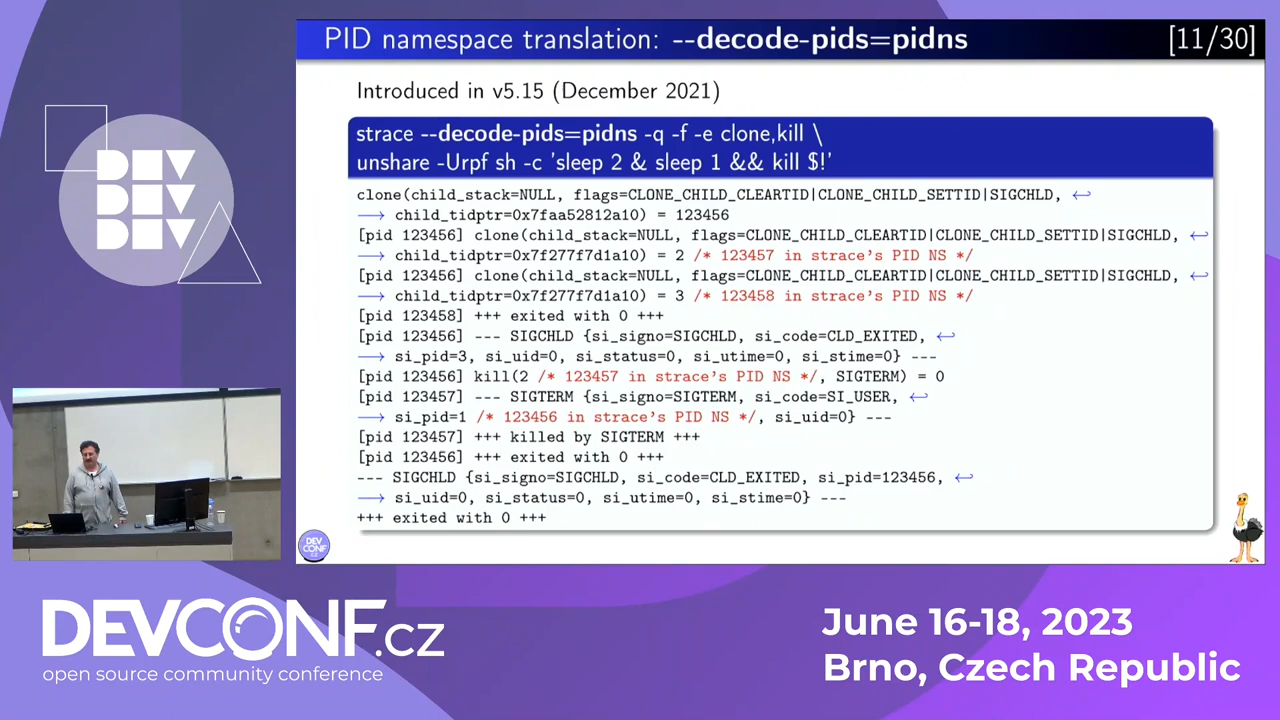 PID namespace translation: --decode-pids=pidns [11/30]
Introduced in v5.15 (December 2021)
strace --decode-pids=pidns -q -f -e clone,kill \
unshare -Urpf sh -c 'sleep 2 & sleep 1 && kill $!'
clone(child_stack=NULL, flags=CLONE_CHILD_CLEARTID|CLONE_CHILD_SETTID|SIGCHLD, ↩
→ child_tidptr=0x7faa52812a10) = 123456
[pid 123456] clone(child_stack=NULL, flags=CLONE_CHILD_CLEARTID|CLONE_CHILD_SETTID|SIGCHLD, ↩
→ child_tidptr=0x7f277f7d1a10) = 2 /* 123457 in strace's PID NS */
[pid 123456] clone(child_stack=NULL, flags=CLONE_CHILD_CLEARTID|CLONE_CHILD_SETTID|SIGCHLD, ↩
→ child_tidptr=0x7f277f7d1a10) = 3 /* 123458 in strace's PID NS */
[pid 123458] +++ exited with 0 +++
[pid 123456] --- SIGCHLD {si_signo=SIGCHLD, si_code=CLD_EXITED, ↩
→ si_pid=3, si_uid=0, si_status=0, si_utime=0, si_stime=0} ---
[pid 123456] kill(2 /* 123457 in strace's PID NS */, SIGTERM) = 0
[pid 123457] --- SIGTERM {si_signo=SIGTERM, si_code=SI_USER, ↩
→ si_pid=1 /* 123456 in strace's PID NS */, si_uid=0} ---
[pid 123457] +++ killed by SIGTERM +++
[pid 123456] +++ exited with 0 +++
--- SIGCHLD {si_signo=SIGCHLD, si_code=CLD_EXITED, si_pid=123456, ↩
→ si_uid=0, si_status=0, si_utime=0, si_stime=0} ---
+++ exited with 0 +++
DEV
DEV
DEV
DEV
CONF
.CZ
DEVCONF.cz
open source community conference
June 16-18, 2023
Brno, Czech Republic